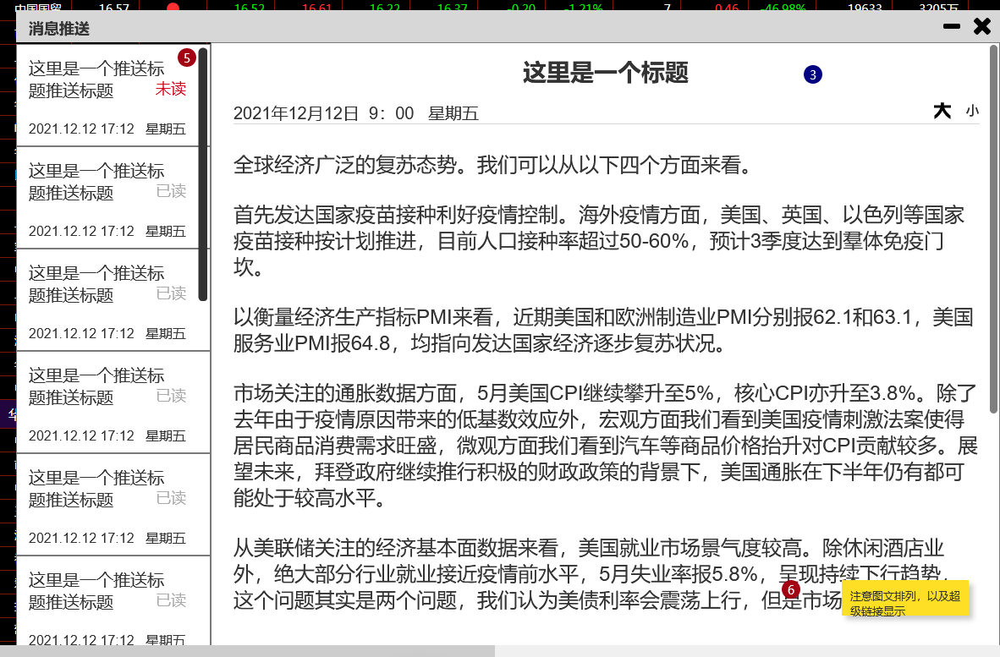 中国国贸 16.57 16.52 16.61 16.22 16.37 -0.20 -1.21% 7 0.46 -46.98% 19633 3205万
消息推送
这里是一个推送标
题推送标题
未读
5
2021.12.12 17:12 星期五
这里是一个推送标
题推送标题
已读
2021.12.12 17:12 星期五
这里是一个推送标
题推送标题
已读
2021.12.12 17:12 星期五
这里是一个推送标
题推送标题
已读
2021.12.12 17:12 星期五
这里是一个推送标
题推送标题
已读
2021.12.12 17:12 星期五
这里是一个推送标
题推送标题
已读
2021.12.12 17:12 星期五
这里是一个标题
3
2021年12月12日 9：00 星期五
大 小
全球经济广泛的复苏态势。我们可以从以下四个方面来看。
首先发达国家疫苗接种利好疫情控制。海外疫情方面，美国、英国、以色列等国家
疫苗接种按计划推进，目前人口接种率超过50-60%，预计3季度达到羣体免疫门
坎。
以衡量经济生产指标PMI来看，近期美国和欧洲制造业PMI分别报62.1和63.1，美国
服务业PMI报64.8，均指向发达国家经济逐步复苏状况。
市场关注的通胀数据方面，5月美国CPI继续攀升至5%，核心CPI亦升至3.8%。除了
去年由于疫情原因带来的低基数效应外，宏观方面我们看到美国疫情刺激法案使得
居民商品消费需求旺盛，微观方面我们看到汽车等商品价格抬升对CPI贡献较多。展
望未来，拜登政府继续推行积极的财政政策的背景下，美国通胀在下半年仍有都可
能处于较高水平。
从美联储关注的经济基本面数据来看，美国就业市场景气度较高。除休闲酒店业
外，绝大部分行业就业接近疫情前水平，5月失业率报5.8%，呈现持续下行趋势，
这个问题其实是两个问题，我们认为美债利率会震荡上行，但是市场
6
注意图文排列，以及超
级链接显示